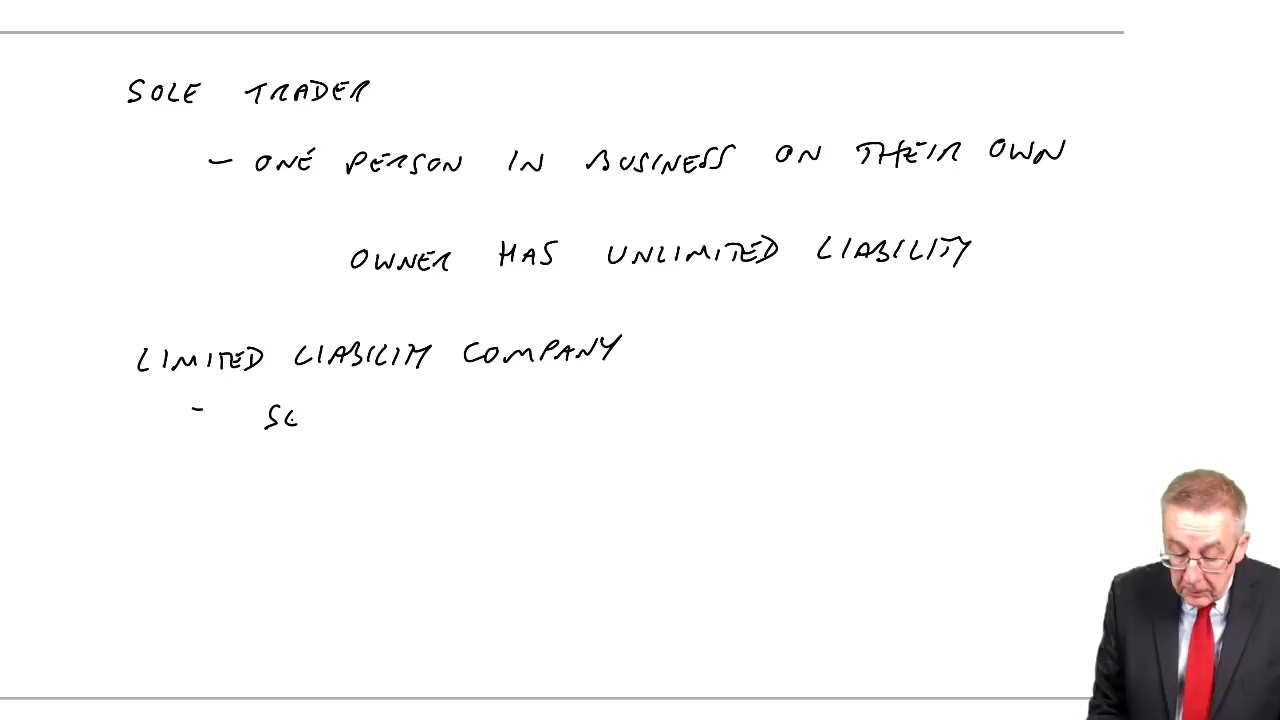 SOLE TRADER
- ONE PERSON IN BUSINESS ON THEIR OWN
OWNER HAS UNLIMITED LIABILITY
LIMITED LIABILITY COMPANY
-